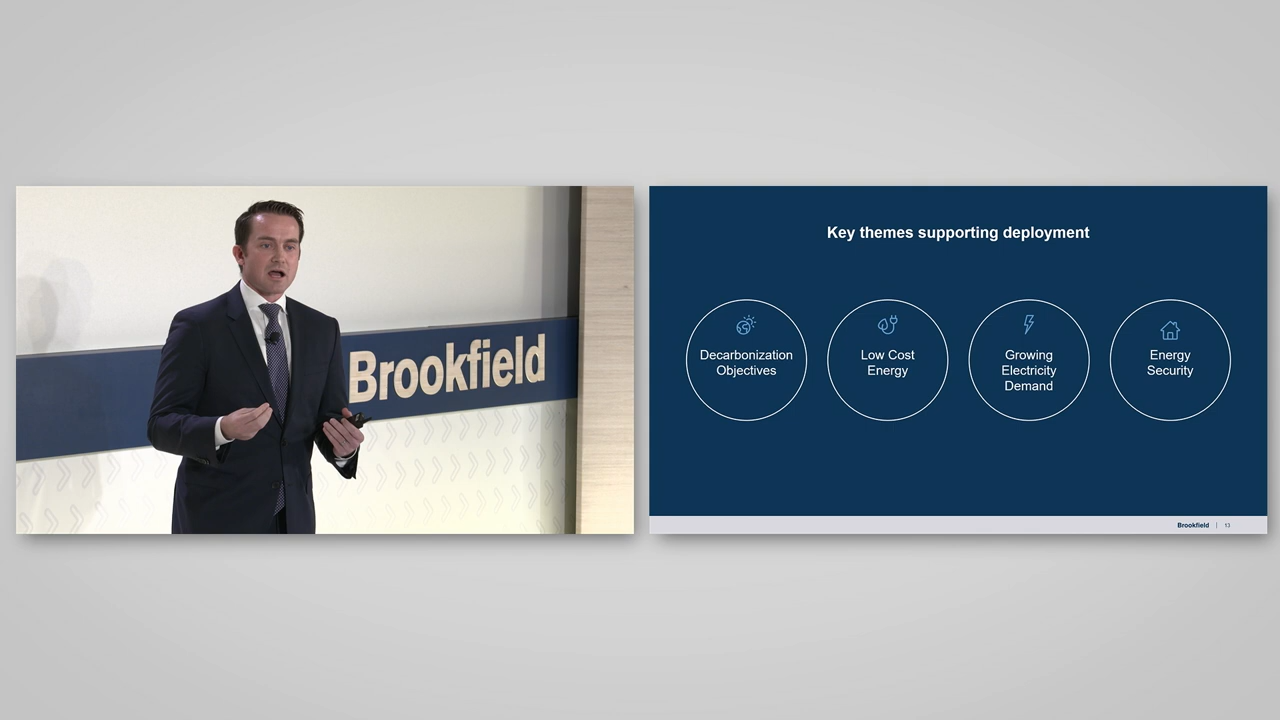 Brookfield
Key themes supporting deployment
Decarbonization
Objectives
Low Cost
Energy
Growing
Electricity
Demand
Energy
Security
Brookfield | 13